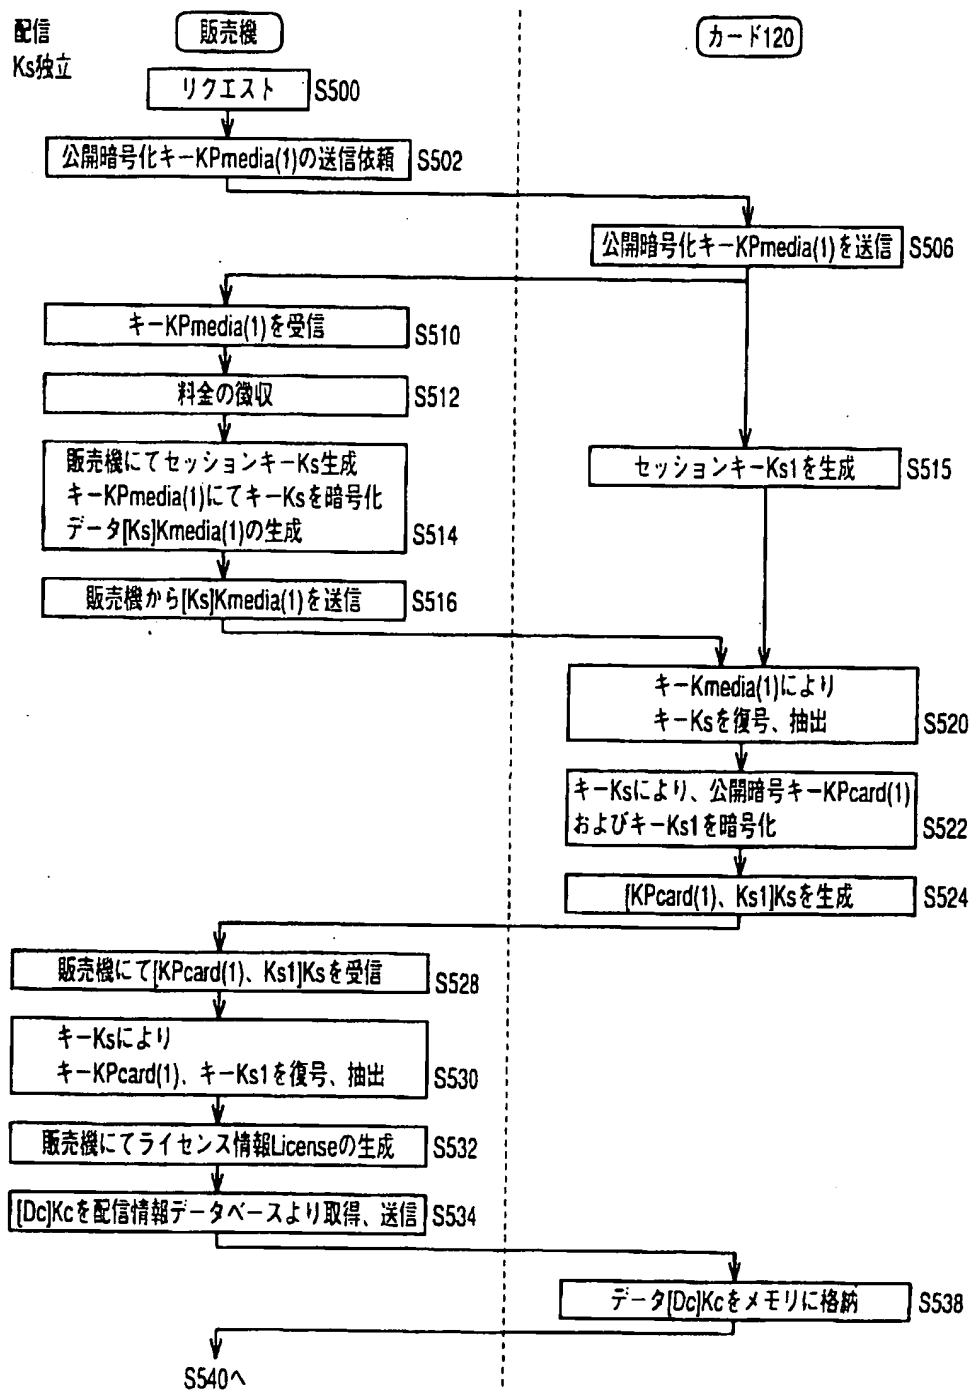 配信
Ks独立
販売機
カード120
リクエスト
S500
公開暗号化キーKPmedia(1)の送信依頼
S502
公開暗号化キーKPmedia(1)を送信
S506
キーKPmedia(1)を受信
S510
料金の徴収
S512
販売機にてセッションキーKs生成
キーKPmedia(1)にてキーKsを暗号化
データ[Ks]Kmedia(1)の生成
S514
セッションキーKs1を生成
S515
販売機から[Ks]Kmedia(1)を送信
S516
キーKmedia(1)により
キーKsを復号、抽出
S520
キーKsにより、公開暗号キーKPcard(1)
およびキーKs1を暗号化
S522
[KPcard(1)、Ks1]Ksを生成
S524
販売機にて[KPcard(1)、Ks1]Ksを受信
S528
キーKsにより
キーKPcard(1)、キーKs1を復号、抽出
S530
販売機にてライセンス情報Licenseの生成
S532
[Dc]Kcを配信情報データベースより取得、送信
S534
データ[Dc]Kcをメモリに格納
S538
S540へ